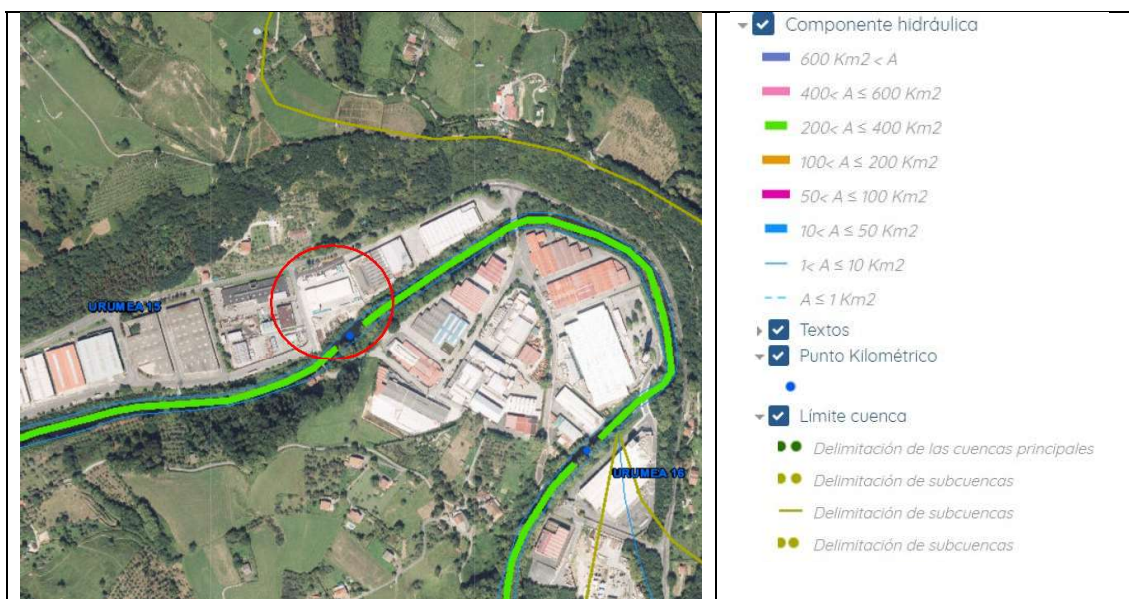 URUMEA 15
URUMEA 16
Componente hidráulica
600 Km2 < A
400< A ≤ 600 Km2
200< A ≤ 400 Km2
100< A ≤ 200 Km2
50< A ≤ 100 Km2
10< A ≤ 50 Km2
1< A ≤ 10 Km2
A ≤ 1 Km2
Textos
Punto Kilométrico
Límite cuenca
Delimitación de las cuencas principales
Delimitación de subcuencas
Delimitación de subcuencas
Delimitación de subcuencas